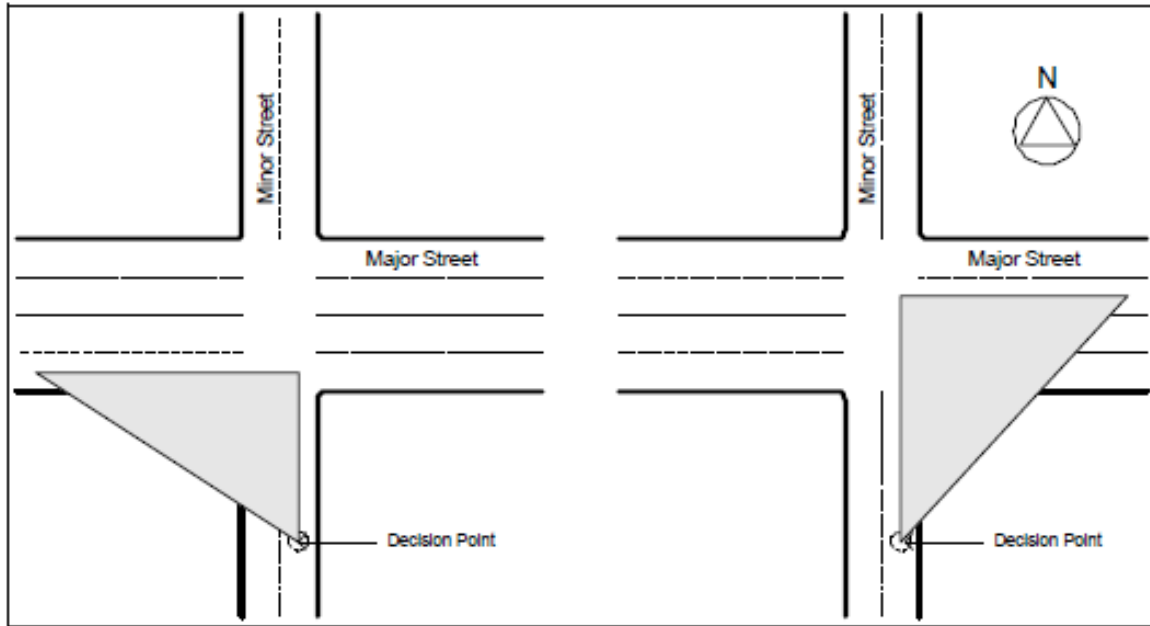 Minor Street
Major Street
Decision Point
Minor Street
N
Major Street
Decision Point